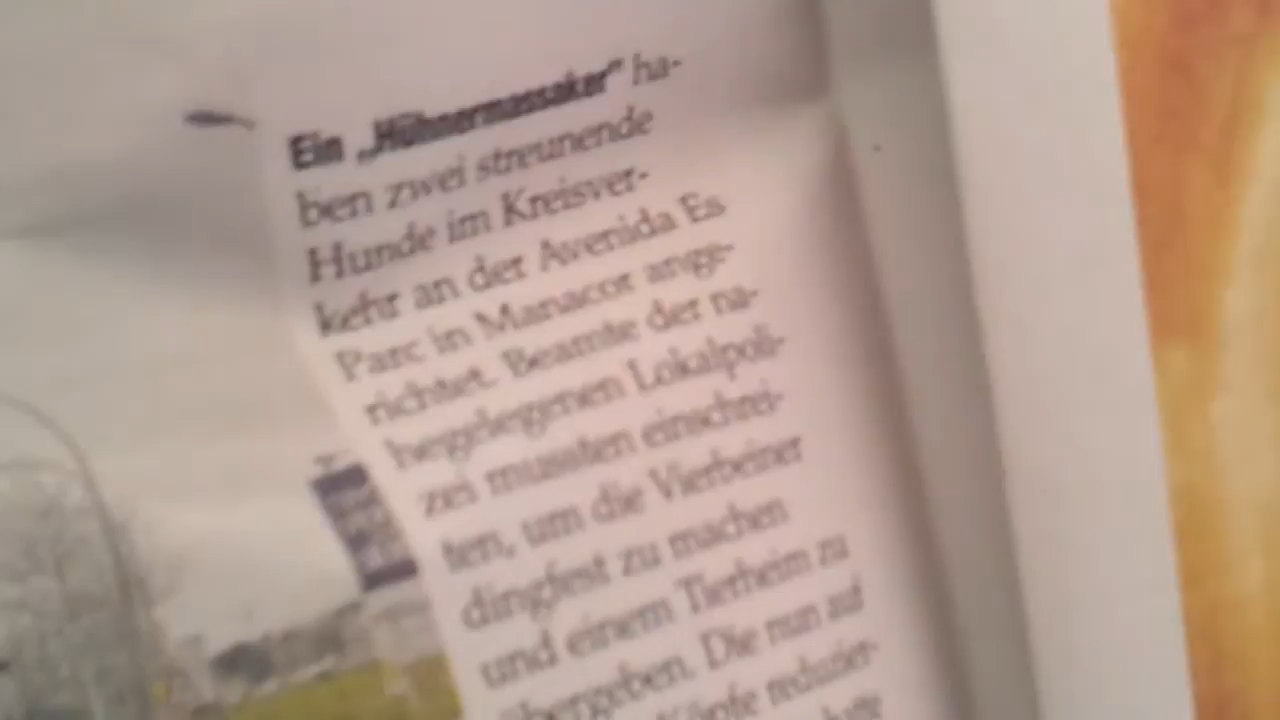 Ein „Hühnermassaker" ha-
ben zwei streunende
Hunde im Kreisver-
kehr an der Avenida Es
Parc in Manacor ange-
richtet. Beamte der na-
hegelegenen Lokalpoli-
zei mussten einschrei-
ten, um die Vierbeiner
dingfest zu machen
und einem Tierheim zu
übergeben. Die nun auf
Köpfe reduzier-